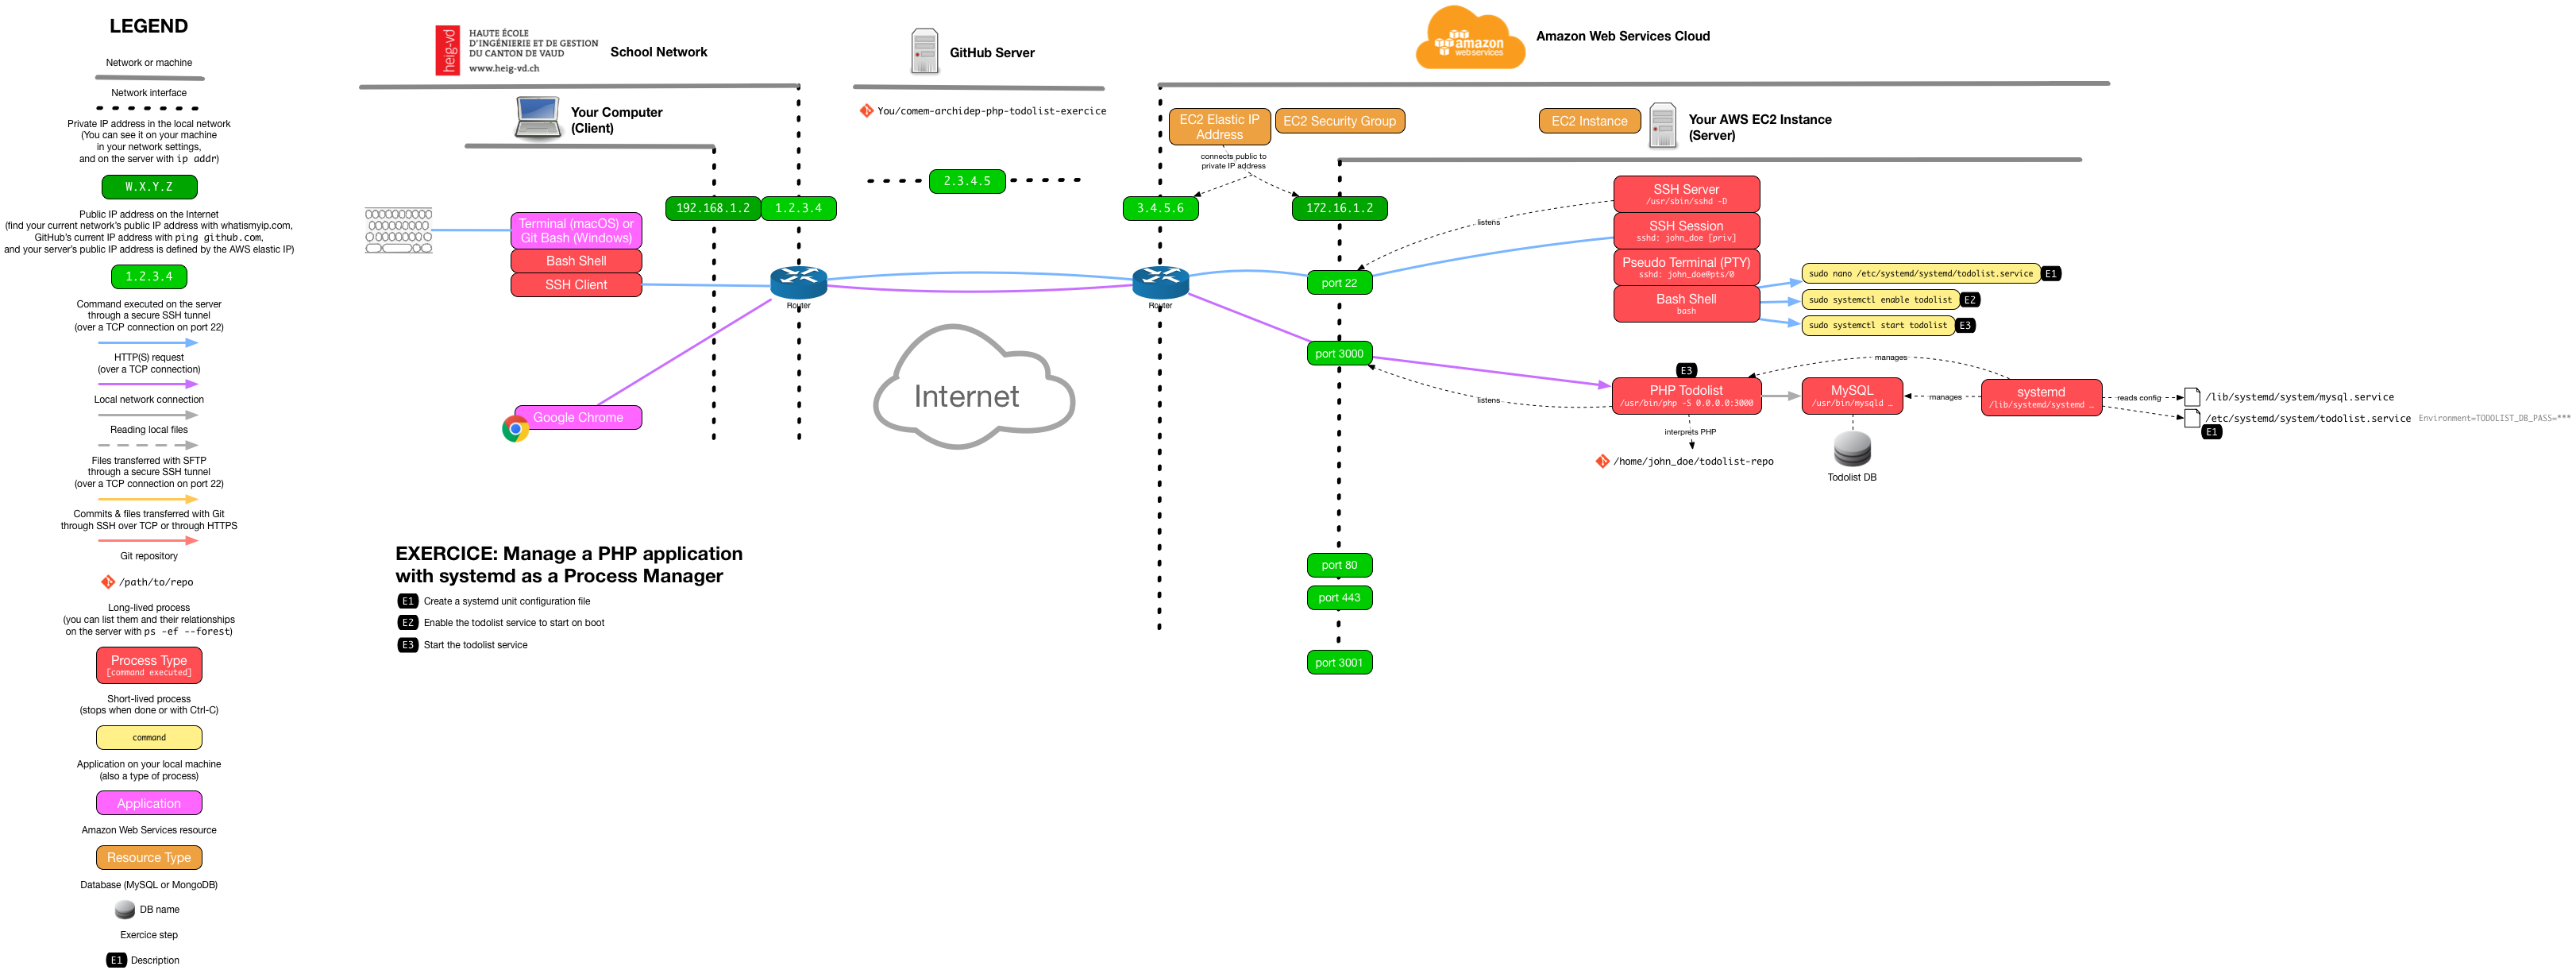 LEGEND
Network or machine
Network interface
Private IP address in the local network
(You can see it on your machine
in your network settings,
and on the server with ip addr)
W.X.Y.Z
Public IP address on the Internet
(find your current network's public IP address with whatismyip.com,
GitHub's current IP address with ping github.com,
and your server's public IP address is defined by the AWS elastic IP)
1.2.3.4
Command executed on the server
through a secure SSH tunnel
(over a TCP connection on port 22)
HTTP(S) request
(over a TCP connection)
Local network connection
Reading local files
Files transferred with SFTP
through a secure SSH tunnel
(over a TCP connection on port 22)
Commits & files transferred with Git
through SSH over TCP or through HTTPS
Git repository
/path/to/repo
Long-lived process
(you can list them and their relationships
on the server with ps -ef --forest)
Process Type
[command executed]
Short-lived process
(stops when done or with Ctrl-C)
command
Application on your local machine
(also a type of process)
Application
Amazon Web Services resource
Resource Type
Database (MySQL or MongoDB)
DB name
Exercice step
E1 Description
heig-vd
HAUTE ÉCOLE
D'INGÉNIERIE ET DE GESTION
DU CANTON DE VAUD
www.heig-vd.ch
School Network
Your Computer
(Client)
192.168.1.2
1.2.3.4
Terminal (macOS) or
Git Bash (Windows)
Bash Shell
SSH Client
Router
Google Chrome
GitHub Server
You/comem-archidep-php-todolist-exercice
2.3.4.5
Internet
amazon
webservices
Amazon Web Services Cloud
EC2 Elastic IP
Address
EC2 Security Group
EC2 Instance
Your AWS EC2 Instance
(Server)
connects public to
private IP address
3.4.5.6
172.16.1.2
Router
listens
port 22
port 3000
listens
port 80
port 443
port 3001
SSH Server
/usr/sbin/sshd -D
SSH Session
sshd: john_doe [priv]
Pseudo Terminal (PTY)
sshd: john_doe@pts/0
Bash Shell
bash
sudo nano /etc/systemd/systemd/todolist.service E1
sudo systemctl enable todolist E2
sudo systemctl start todolist E3
manages
E3
PHP Todolist
/usr/bin/php -S 0.0.0.0:3000
MySQL
/usr/bin/mysqld …
manages
systemd
/lib/systemd/systemd …
reads config
/lib/systemd/system/mysql.service
/etc/systemd/system/todolist.service Environment=TODOLIST_DB_PASS=***
E1
interprets PHP
/home/john_doe/todolist-repo
Todolist DB
EXERCICE: Manage a PHP application
with systemd as a Process Manager
E1 Create a systemd unit configuration file
E2 Enable the todolist service to start on boot
E3 Start the todolist service